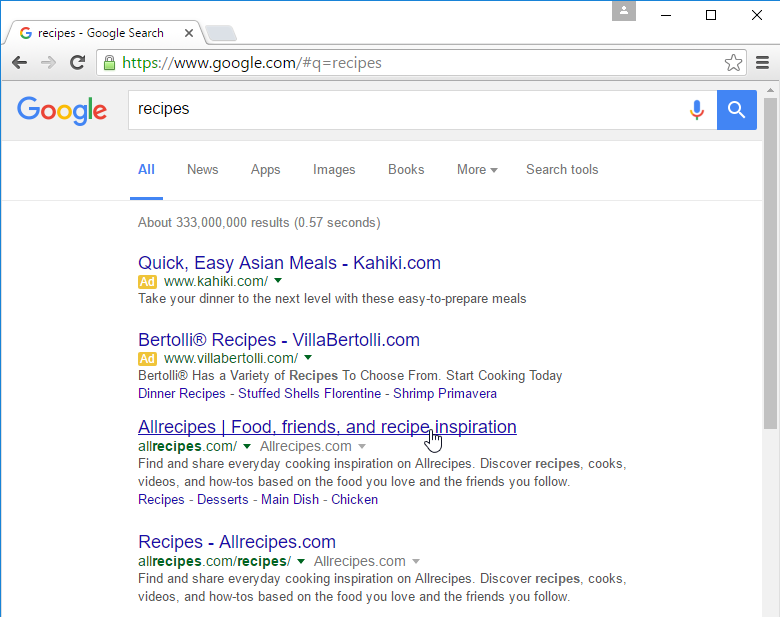 recipes - Google Search
https://www.google.com/#q=recipes
Google
recipes
All News Apps Images Books More Search tools
About 333,000,000 results (0.57 seconds)
Quick, Easy Asian Meals - Kahiki.com
Ad www.kahiki.com/
Take your dinner to the next level with these easy-to-prepare meals
Bertolli® Recipes - VillaBertolli.com
Ad www.villabertolli.com/
Bertolli® Has a Variety of Recipes To Choose From. Start Cooking Today
Dinner Recipes - Stuffed Shells Florentine - Shrimp Primavera
Allrecipes | Food, friends, and recipe inspiration
allrecipes.com/ Allrecipes.com
Find and share everyday cooking inspiration on Allrecipes. Discover recipes, cooks,
videos, and how-tos based on the food you love and the friends you follow.
Recipes - Desserts - Main Dish - Chicken
Recipes - Allrecipes.com
allrecipes.com/recipes/ Allrecipes.com
Find and share everyday cooking inspiration on Allrecipes. Discover recipes, cooks,
videos, and how-tos based on the food you love and the friends you follow.